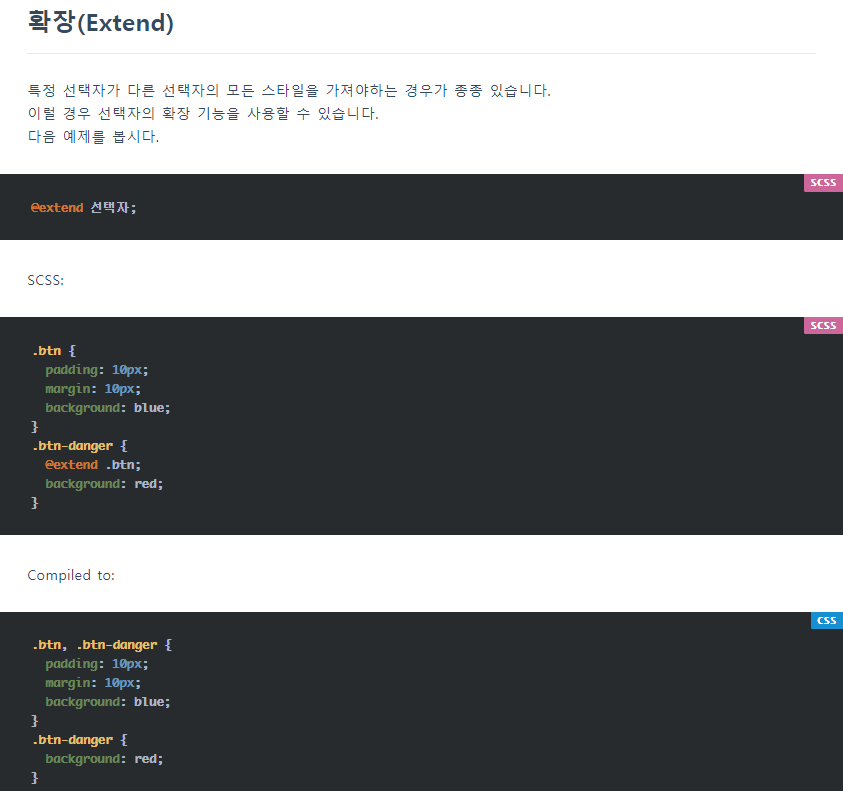 확장(Extend)
특정 선택자가 다른 선택자의 모든 스타일을 가져야하는 경우가 종종 있습니다.
이럴 경우 선택자의 확장 기능을 사용할 수 있습니다.
다음 예제를 봅시다.
SCSS
@extend 선택자;
SCSS:
SCSS
.btn {
  padding: 10px;
  margin: 10px;
  background: blue;
}
.btn-danger {
  @extend .btn;
  background: red;
}
Compiled to:
CSS
.btn, .btn-danger {
  padding: 10px;
  margin: 10px;
  background: blue;
}
.btn-danger {
  background: red;
}